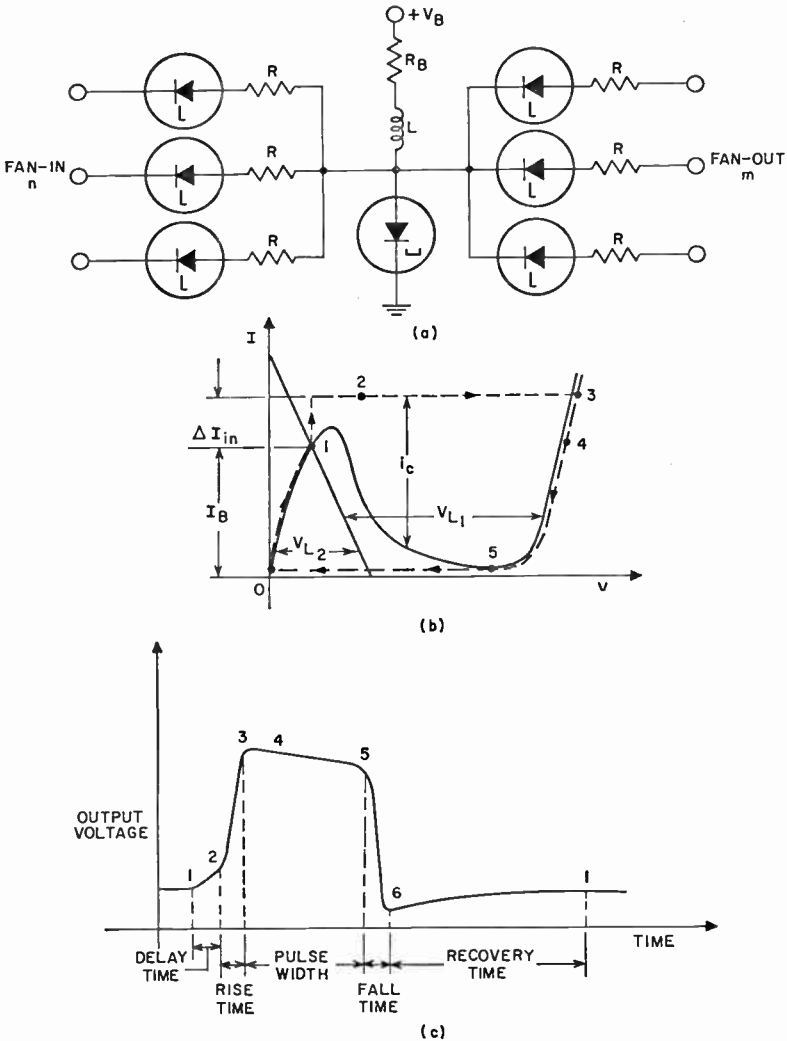 +VB
RB
L
R
R
R
R
R
R
L
L
L
L
L
L
L
FAN-IN
n
FAN-OUT
m
(a)
I
2
3
4
ΔIin
1
ic
IB
VL1
VL2
5
O
V
(b)
3
4
5
OUTPUT
VOLTAGE
1
2
6
1
TIME
DELAY
TIME
RISE
TIME
PULSE
WIDTH
FALL
TIME
RECOVERY
TIME
(c)